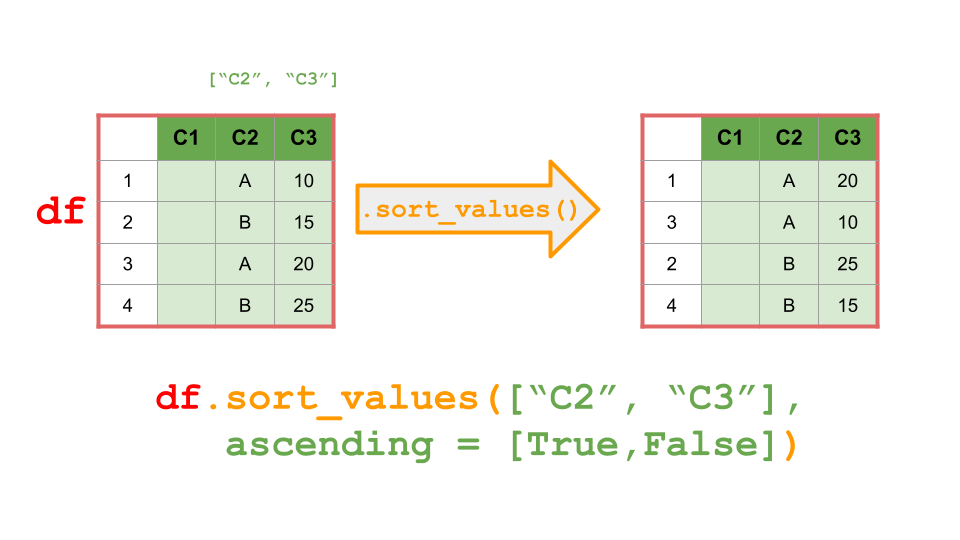 [“C2”, “C3”]
C1 C2 C3
1 A 10
2 B 15
3 A 20
4 B 25
df
.sort_values()
C1 C2 C3
1 A 20
3 A 10
2 B 25
4 B 15
df.sort_values([“C2”, “C3”],
ascending = [True,False])